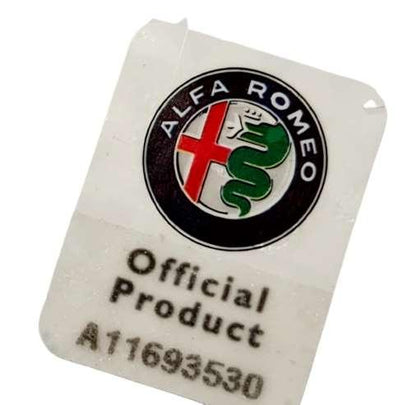 ALFA ROMEO
Official
Product
A11693530